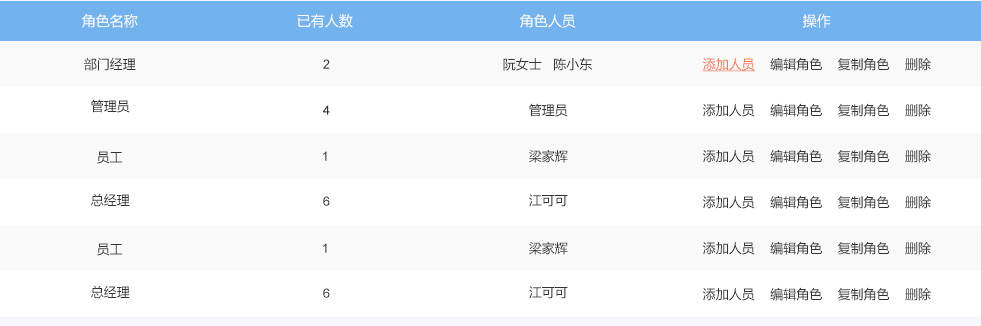 角色名称 已有人数 角色人员 操作
部门经理 2 阮女士 陈小东 添加人员 编辑角色 复制角色 删除
管理员 4 管理员 添加人员 编辑角色 复制角色 删除
员工 1 梁家辉 添加人员 编辑角色 复制角色 删除
总经理 6 江可可 添加人员 编辑角色 复制角色 删除
员工 1 梁家辉 添加人员 编辑角色 复制角色 删除
总经理 6 江可可 添加人员 编辑角色 复制角色 删除